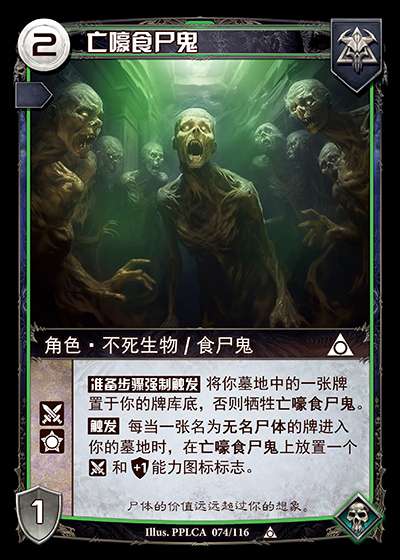 2
亡嚎食尸鬼
角色・不死生物 / 食尸鬼
准备步骤强制触发 将你墓地中的一张牌
置于你的牌库底，否则牺牲亡嚎食尸鬼。
触发 每当一张名为无名尸体的牌进入
你的墓地时，在亡嚎食尸鬼上放置一个
和 +1 能力图标标志。
尸体的价值远远超过你的想象。
1
Illus. PPLCA 074/116